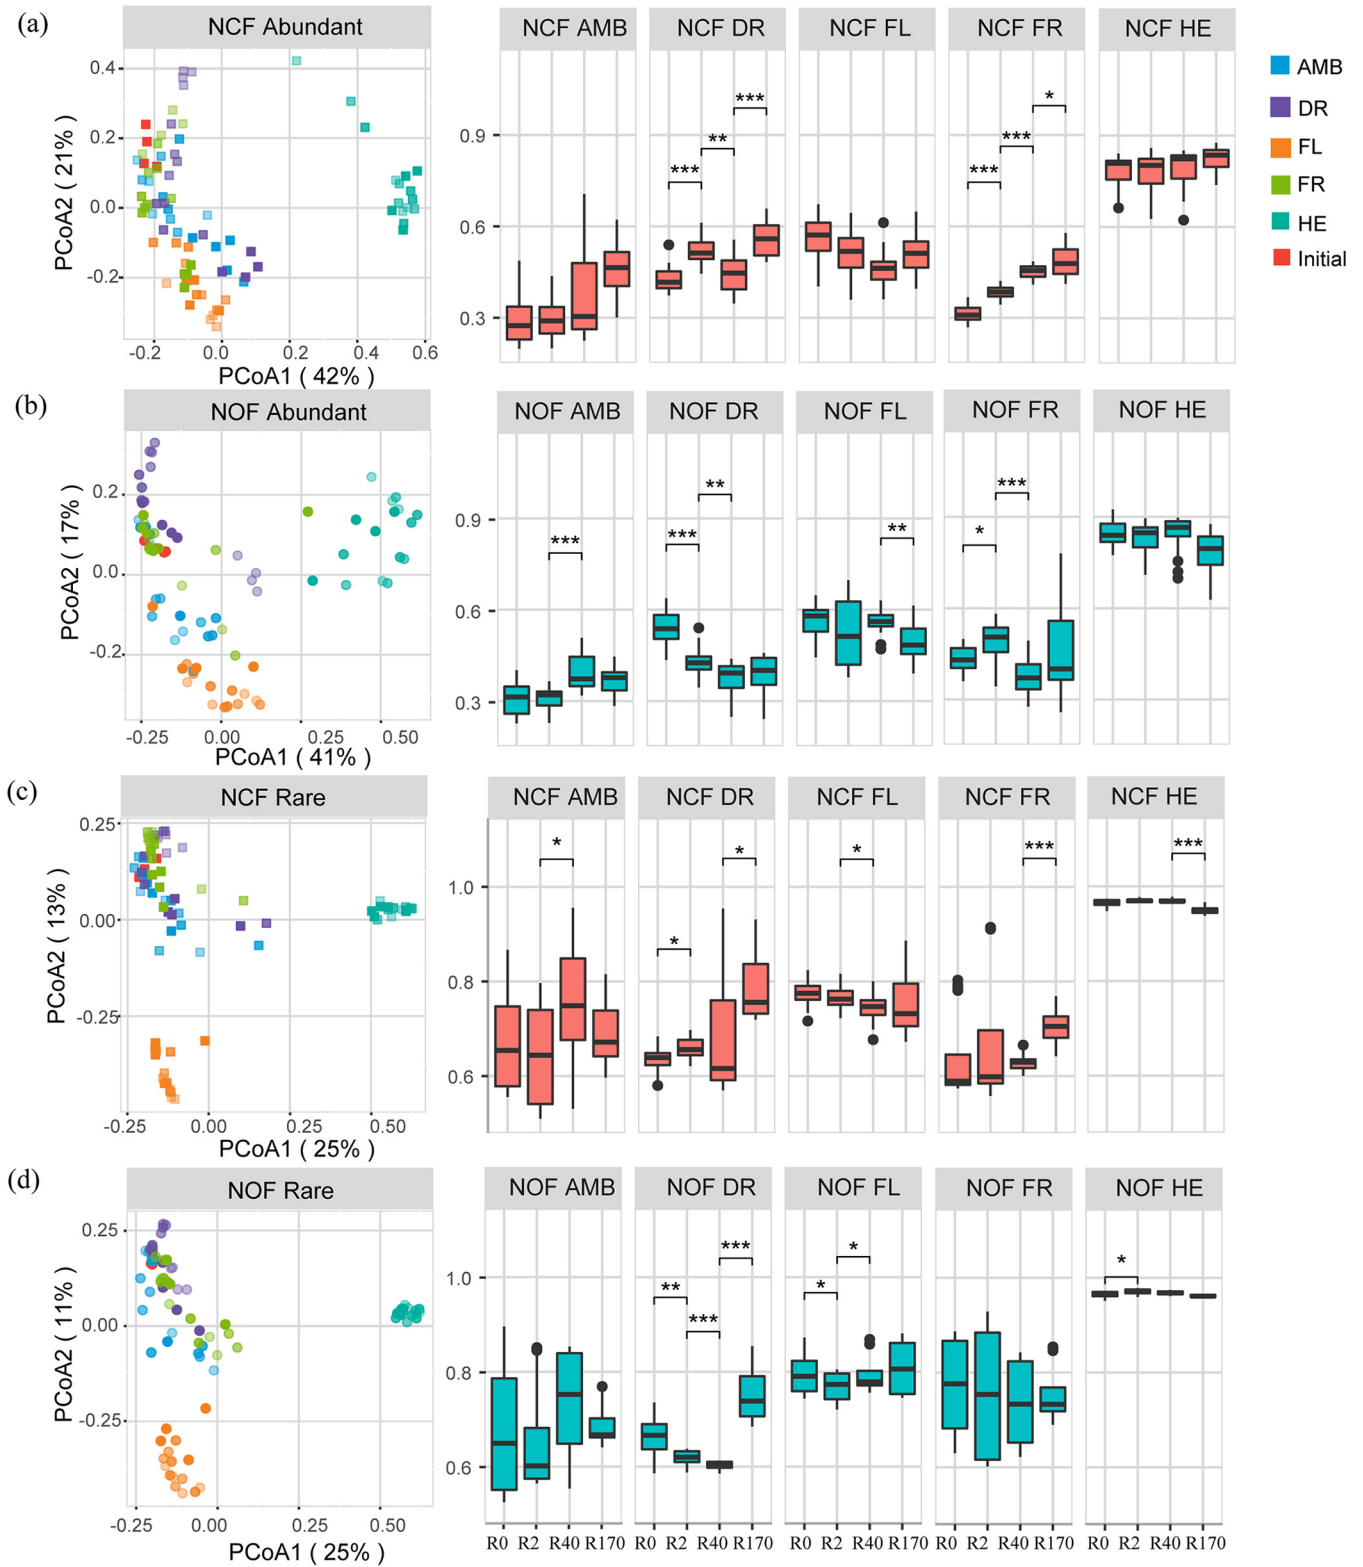 (a)
NCF Abundant
NCF AMB
NCF DR
NCF FL
NCF FR
NCF HE
AMB
DR
FL
FR
HE
Initial
PCoA2 ( 21% )
0.4
0.2
0.0
-0.2
-0.2
0.0
0.2
0.4
0.6
PCoA1 ( 42% )
0.9
0.6
0.3
***
**
***
***
***
*
(b)
NOF Abundant
NOF AMB
NOF DR
NOF FL
NOF FR
NOF HE
PCoA2 ( 17% )
0.2
0.0
-0.2
-0.25
0.00
0.25
0.50
PCoA1 ( 41% )
0.9
0.6
0.3
***
***
**
**
*
***
(c)
NCF Rare
NCF AMB
NCF DR
NCF FL
NCF FR
NCF HE
PCoA2 ( 13% )
0.25
0.00
-0.25
-0.25
0.00
0.25
0.50
PCoA1 ( 25% )
1.0
0.8
0.6
*
*
*
*
***
***
(d)
NOF Rare
NOF AMB
NOF DR
NOF FL
NOF FR
NOF HE
PCoA2 ( 11% )
0.25
0.00
-0.25
-0.25
0.00
0.25
0.50
PCoA1 ( 25% )
1.0
0.8
0.6
**
***
***
*
*
*
R0 R2 R40 R170
R0 R2 R40 R170
R0 R2 R40 R170
R0 R2 R40 R170
R0 R2 R40 R170